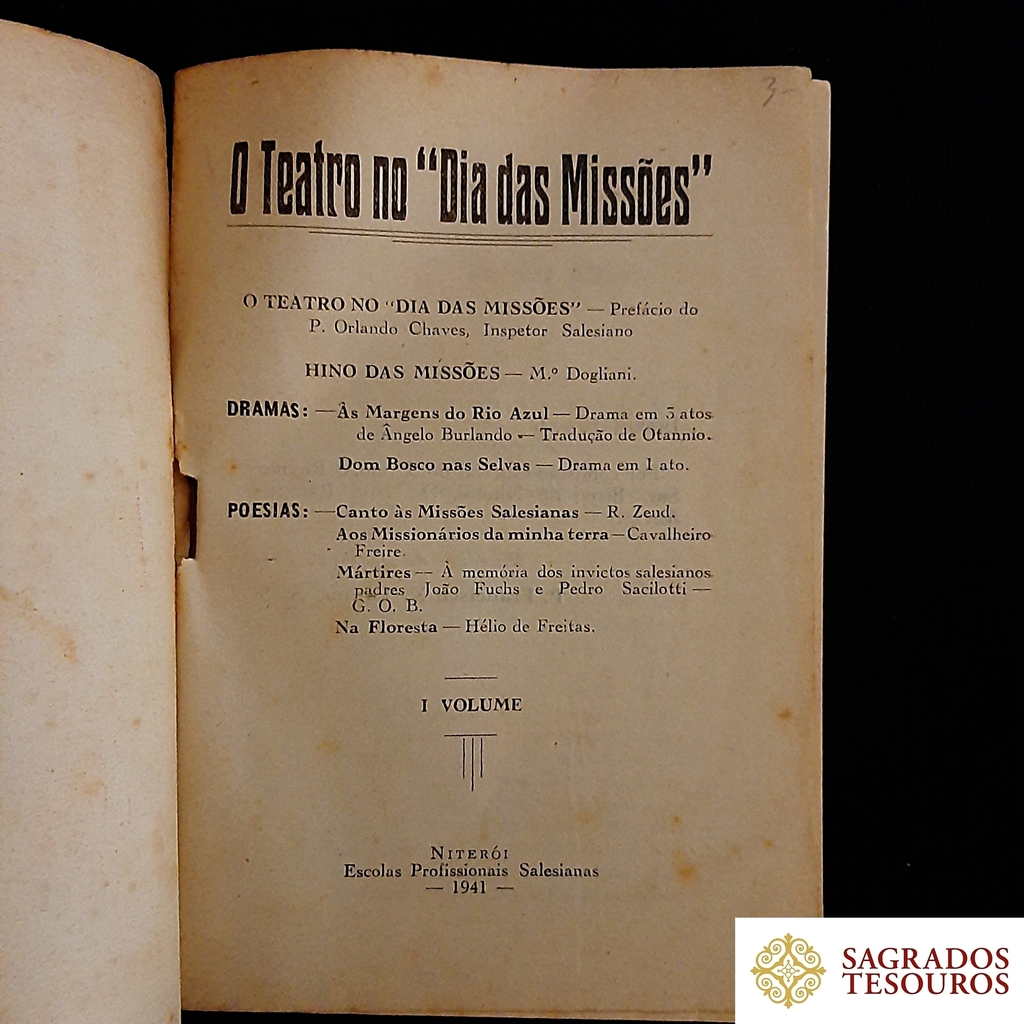 3-
O Teatro no “Dia das Missões”
O TEATRO NO “DIA DAS MISSÕES” — Prefácio do
P. Orlando Chaves, Inspetor Salesiano
HINO DAS MISSÕES — M.º Dogliani.
DRAMAS: — Às Margens do Rio Azul — Drama em 3 atos
de Ângelo Burlando — Tradução de Otannio.
Dom Bosco nas Selvas — Drama em 1 ato.
POESIAS: — Canto às Missões Salesianas — R. Zend.
Aos Missionários da minha terra — Cavalheiro
Freire.
Mártires — À memória dos invictos salesianos
padres João Fuchs e Pedro Sacilotti —
G. O. B.
Na Floresta — Hélio de Freitas.
I VOLUME
NITERÓI
Escolas Profissionais Salesianas
— 1941 —
SAGRADOS
TESOUROS